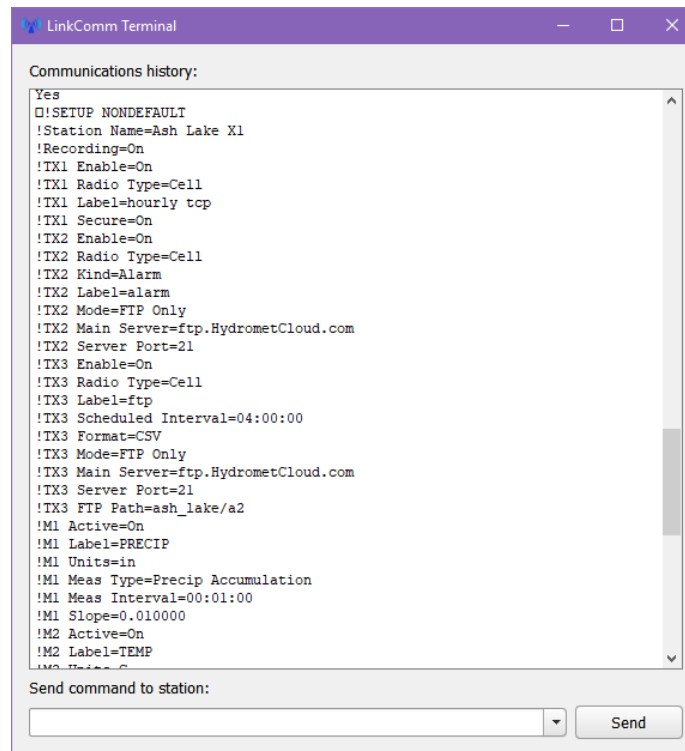 LinkComm Terminal
Communications history:
Yes
□!SETUP NONDEFAULT
!Station Name=Ash Lake X1
!Recording=On
!TX1 Enable=On
!TX1 Radio Type=Cell
!TX1 Label=hourly tcp
!TX1 Secure=On
!TX2 Enable=On
!TX2 Radio Type=Cell
!TX2 Kind=Alarm
!TX2 Label=alarm
!TX2 Mode=FTP Only
!TX2 Main Server=ftp.HydrometCloud.com
!TX2 Server Port=21
!TX3 Enable=On
!TX3 Radio Type=Cell
!TX3 Label=ftp
!TX3 Scheduled Interval=04:00:00
!TX3 Format=CSV
!TX3 Mode=FTP Only
!TX3 Main Server=ftp.HydrometCloud.com
!TX3 Server Port=21
!TX3 FTP Path=ash_lake/a2
!M1 Active=On
!M1 Label=PRECIP
!M1 Units=in
!M1 Meas Type=Precip Accumulation
!M1 Meas Interval=00:01:00
!M1 Slope=0.010000
!M2 Active=On
!M2 Label=TEMP
!M2 Units=C
Send command to station:
Send